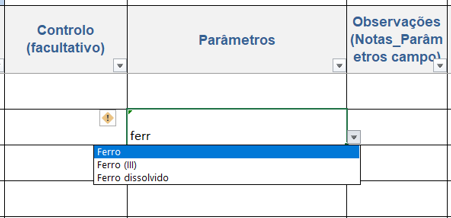 Controlo
(facultativo)
Parâmetros
Observações
(Notas_Parâm
etros campo)
ferr
Ferro
Ferro (III)
Ferro dissolvido